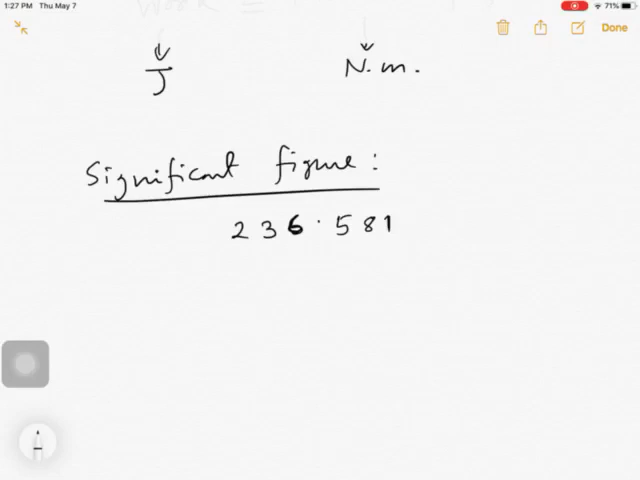 1:27 PM Thu May 7
71%
Done
J
N.m.
Significant figure:
236.581